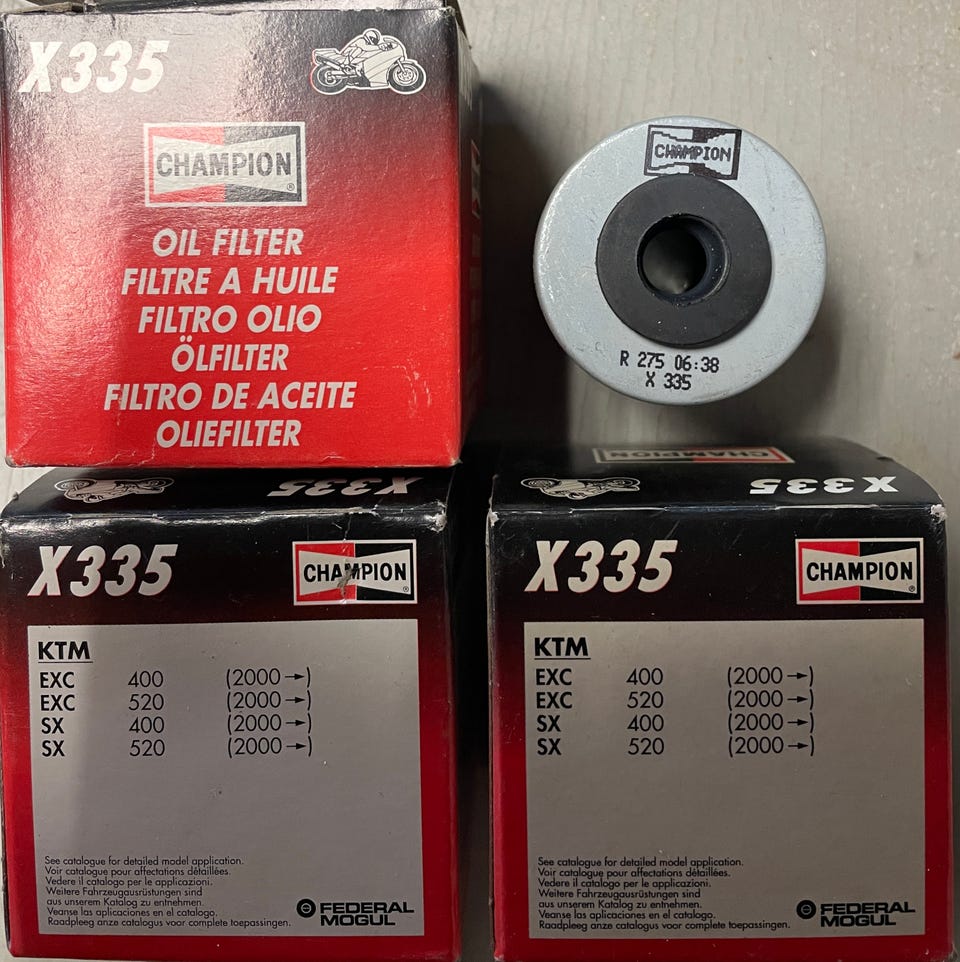 X335
CHAMPION®
OIL FILTER
FILTRE A HUILE
FILTRO OLIO
ÖLFILTER
FILTRO DE ACEITE
OLIEFILTER
CHAMPION
R 275 06:38
X 335
X335
X335
CHAMPION®
KTM
EXC 400 (2000→)
EXC 520 (2000→)
SX 400 (2000→)
SX 520 (2000→)
See catalogue for detailed model application.
Voir catalogue pour affectations détaillées.
Vedere il catalogo per le applicazioni.
Weitere Fahrzeugausrüstungen sind
aus unserem Katalog zu entnehmen.
Veanse las aplicaciones en el catalogo.
Raadpleeg anze catalogus voor complete toepassingen.
FEDERAL
MOGUL
CHAMPION
X335
X335
CHAMPION®
KTM
EXC 400 (2000→)
EXC 520 (2000→)
SX 400 (2000→)
SX 520 (2000→)
See catalogue for detailed model application.
Voir catalogue pour affectations détaillées.
Vedere il catalogo per le applicazioni.
Weitere Fahrzeugausrüstungen sind
aus unserem Katalog zu entnehmen.
Veanse las aplicaciones en el catalogo.
Raadpleeg anze catalogus voor complete toepassingen.
FEDERAL
MOGUL